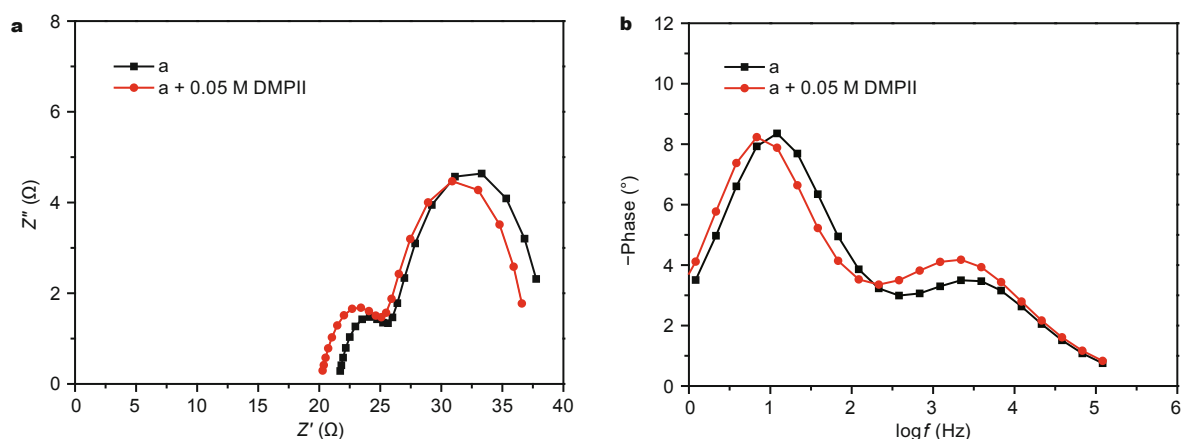 a
8
6
4
2
0
Z″ (Ω)
a
a + 0.05 M DMPII
0 5 10 15 20 25 30 35 40
Z′ (Ω)
b
12
10
8
6
4
2
0
−Phase (°)
a
a + 0.05 M DMPII
0 1 2 3 4 5 6
logf (Hz)